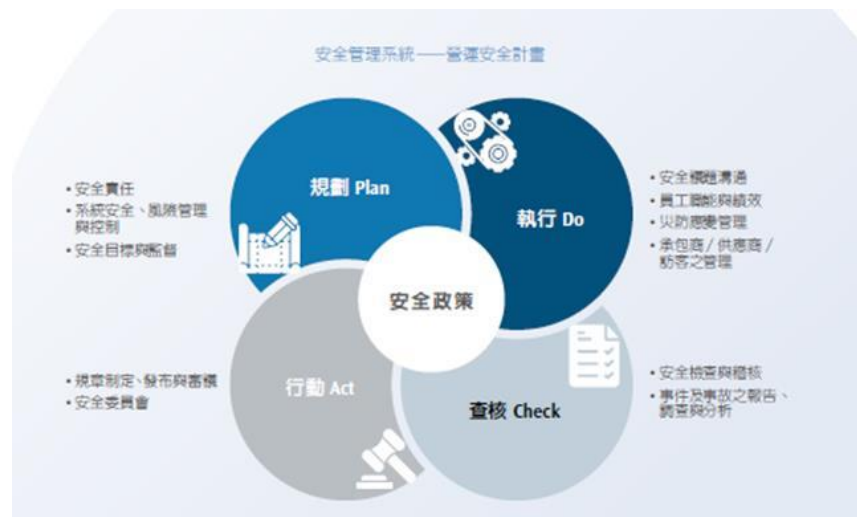 安全管理系統——營運安全計畫
規劃 Plan
• 安全責任
• 系統安全、風險管理
與控制
• 安全目標與監督
執行 Do
• 安全議題溝通
• 員工職能與績效
• 災防應變管理
• 承包商 / 供應商 /
訪客之管理
安全政策
行動 Act
• 規章制定、發布與審議
• 安全委員會
查核 Check
• 安全檢查與稽核
• 事件及事故之報告、
調查與分析